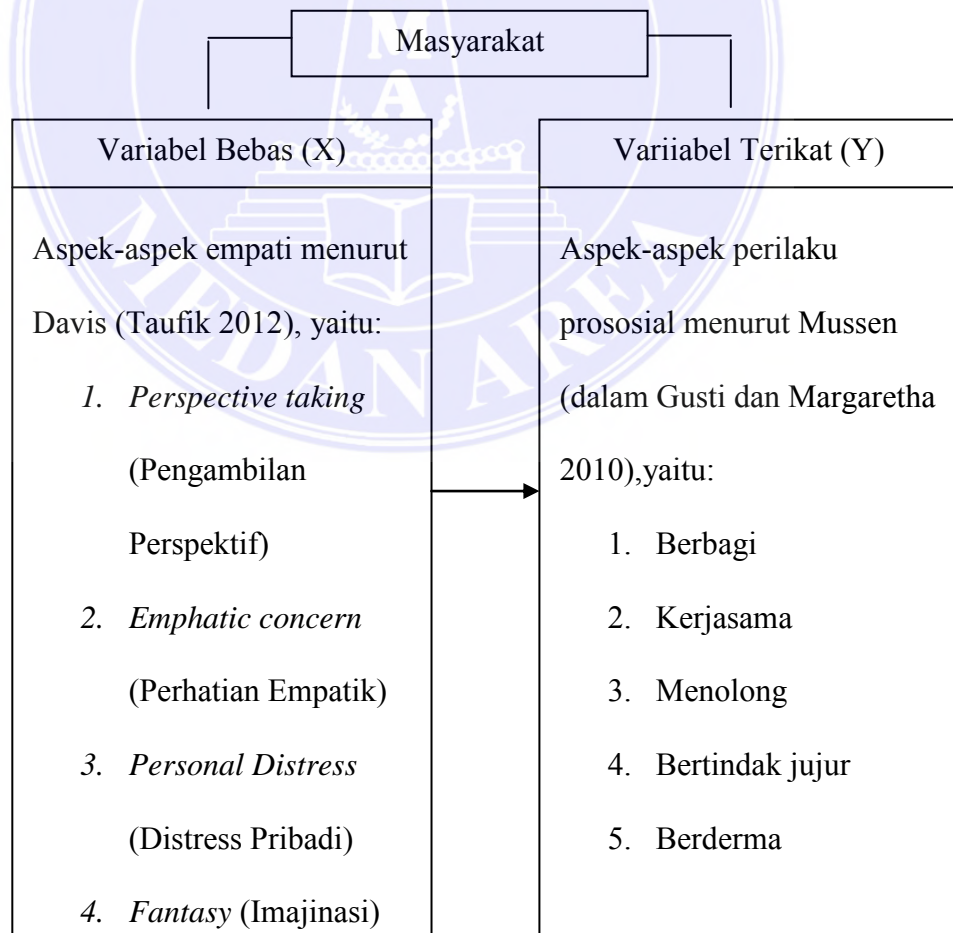 Masyarakat
Variabel Bebas (X)
Aspek-aspek empati menurut
Davis (Taufik 2012), yaitu:
1. Perspective taking
(Pengambilan
Perspektif)
2. Emphatic concern
(Perhatian Empatik)
3. Personal Distress
(Distress Pribadi)
4. Fantasy (Imajinasi)
Variiabel Terikat (Y)
Aspek-aspek perilaku
prososial menurut Mussen
(dalam Gusti dan Margaretha
2010),yaitu:
1. Berbagi
2. Kerjasama
3. Menolong
4. Bertindak jujur
5. Berderma
M
A
MEDAN AREA